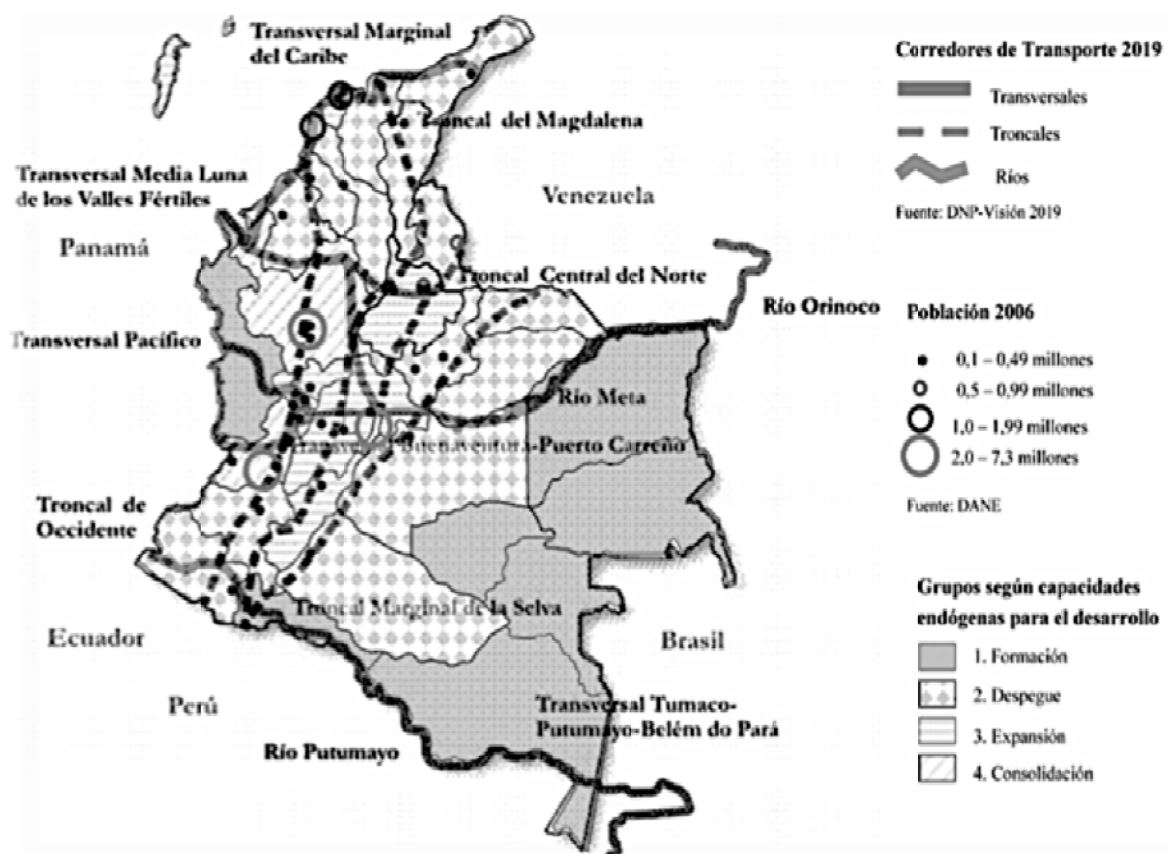 Transversal Marginal
del Caribe
Troncal del Magdalena
Transversal Media Luna
de los Valles Fértiles
Venezuela
Panamá
Troncal Central del Norte
Río Orinoco
Transversal Pacífico
Río Meta
Transversal Buenaventura-Puerto Carreño
Troncal de
Occidente
Troncal Marginal de la Selva
Ecuador
Brasil
Perú
Transversal Tumaco-
Putumayo-Belém do Pará
Río Putumayo
Corredores de Transporte 2019
Transversales
Troncales
Ríos
Fuente: DNP-Visión 2019
Población 2006
0,1 – 0,49 millones
0,5 – 0,99 millones
1,0 – 1,99 millones
2,0 – 7,3 millones
Fuente: DANE
Grupos según capacidades
endógenas para el desarrollo
1. Formación
2. Despegue
3. Expansión
4. Consolidación